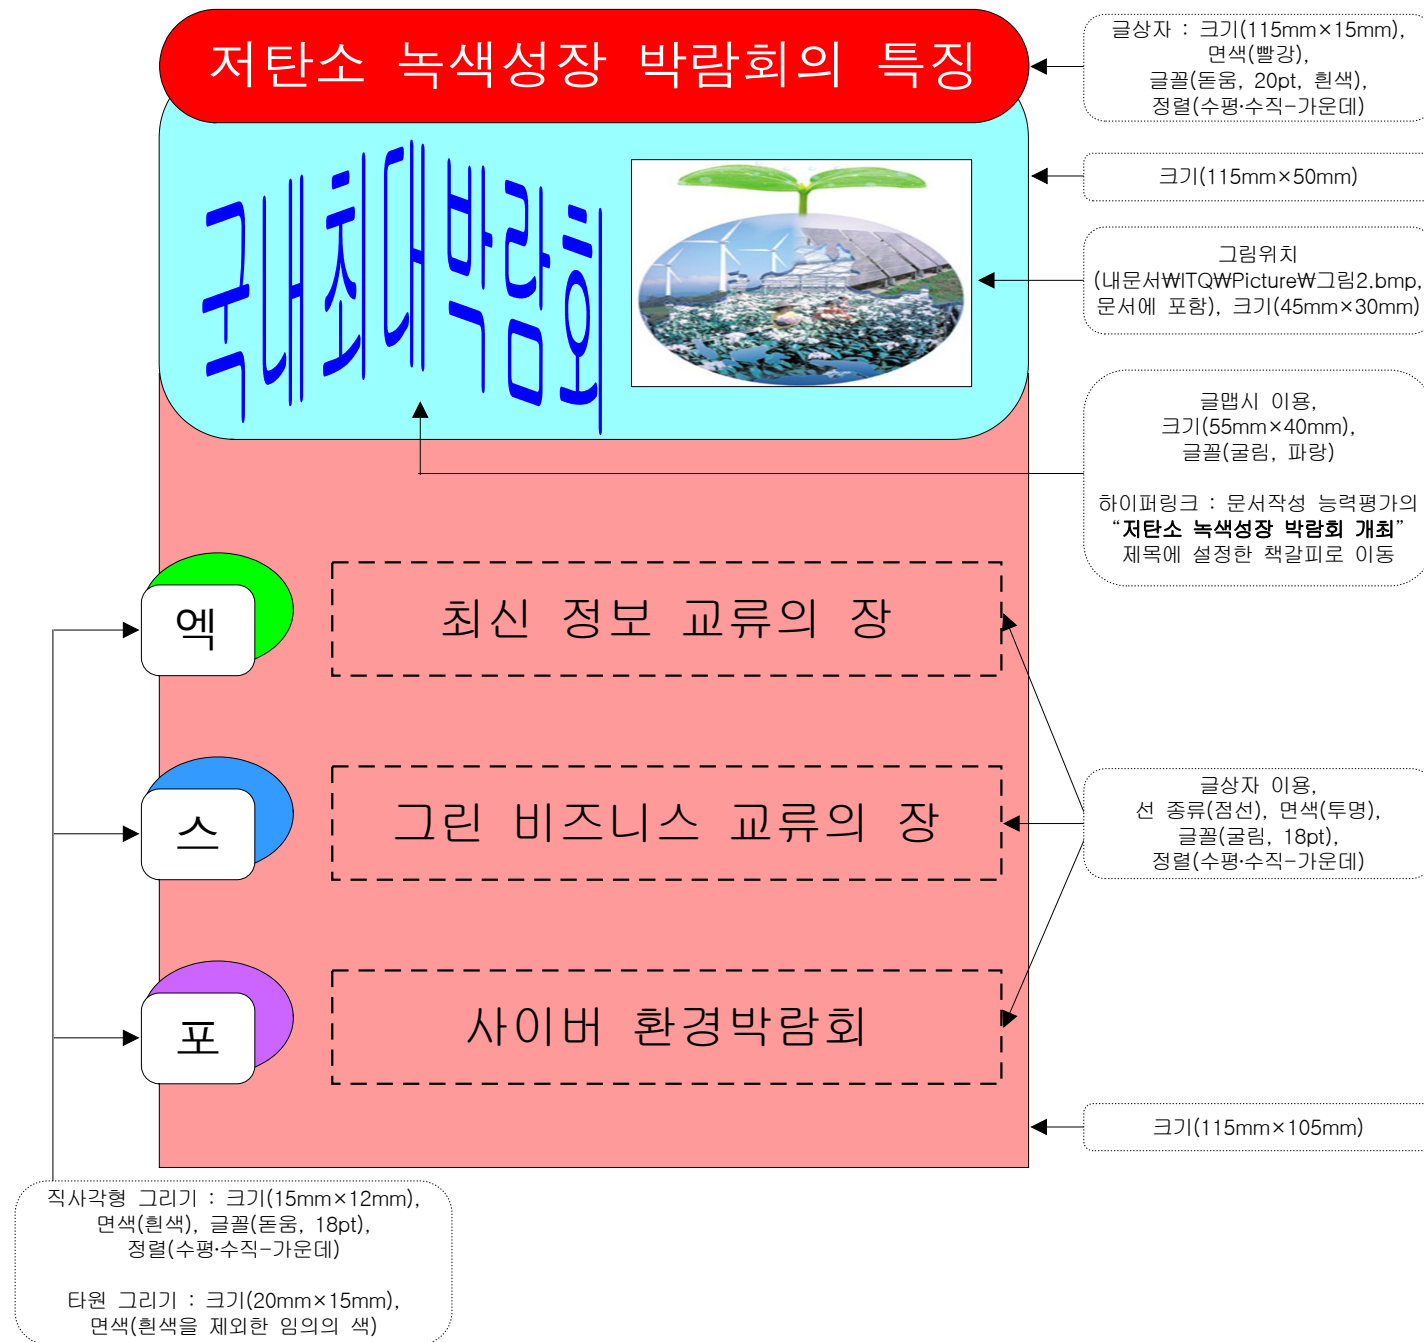 저탄소 녹색성장 박람회의 특징
글상자 : 크기(115mm×15mm),
면색(빨강),
글꼴(돋움, 20pt, 흰색),
정렬(수평·수직-가운데)
국내최대박람회
크기(115mm×50mm)
그림위치
(내문서₩ITQ₩Picture₩그림2.bmp,
문서에 포함), 크기(45mm×30mm)
글맵시 이용,
크기(55mm×40mm),
글꼴(굴림, 파랑)
하이퍼링크 : 문서작성 능력평가의
“저탄소 녹색성장 박람회 개최”
제목에 설정한 책갈피로 이동
엑
최신 정보 교류의 장
스
그린 비즈니스 교류의 장
글상자 이용,
선 종류(점선), 면색(투명),
글꼴(굴림, 18pt),
정렬(수평·수직-가운데)
포
사이버 환경박람회
크기(115mm×105mm)
직사각형 그리기 : 크기(15mm×12mm),
면색(흰색), 글꼴(돋움, 18pt),
정렬(수평·수직-가운데)
타원 그리기 : 크기(20mm×15mm),
면색(흰색을 제외한 임의의 색)